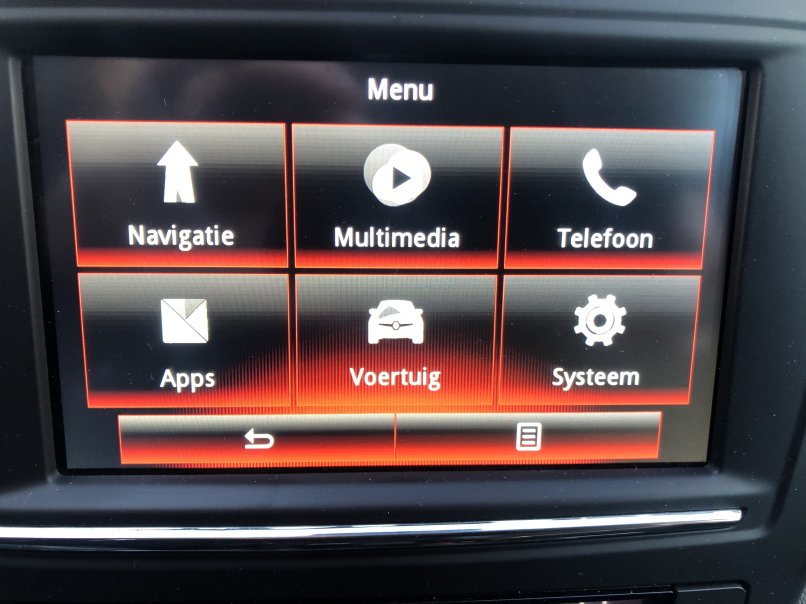 Menu
Navigatie
Multimedia
Telefoon
Apps
Voertuig
Systeem